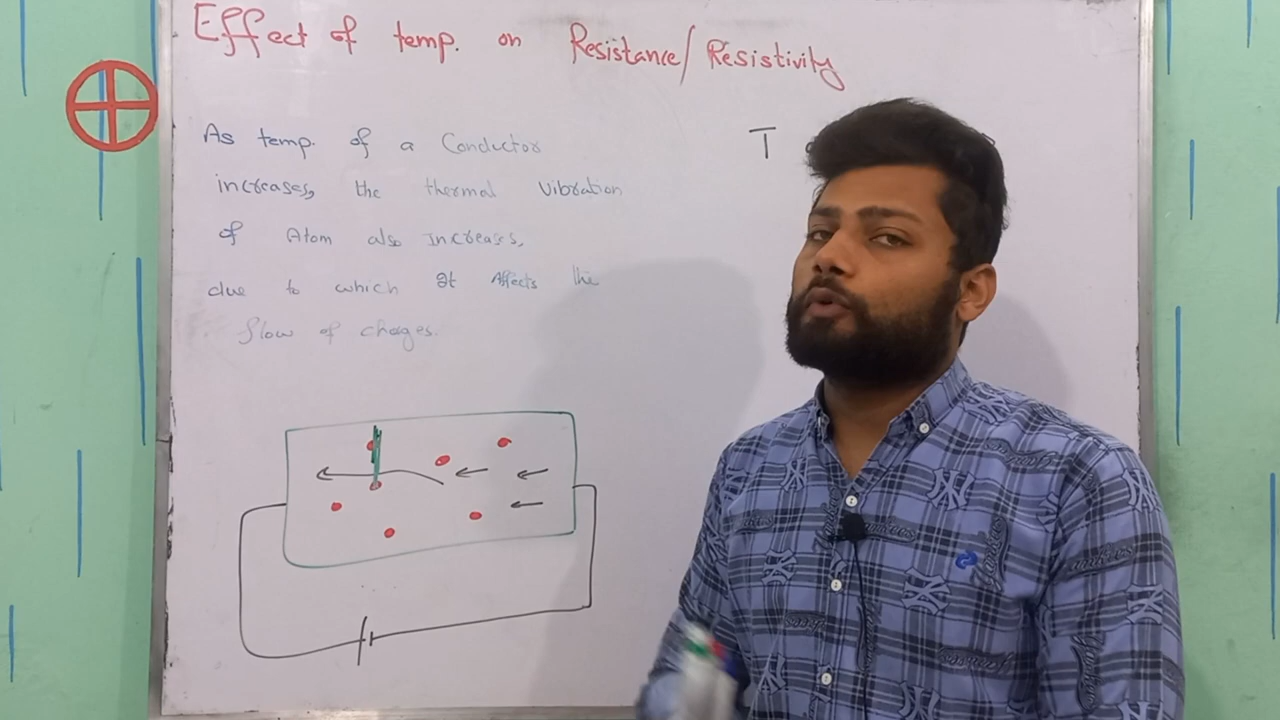 Effect of temp. on Resistance/Resistivity
As temp. of a Conductor
increases, the thermal vibration
of Atom also increases,
due to which It Affects the
flow of charges.
T